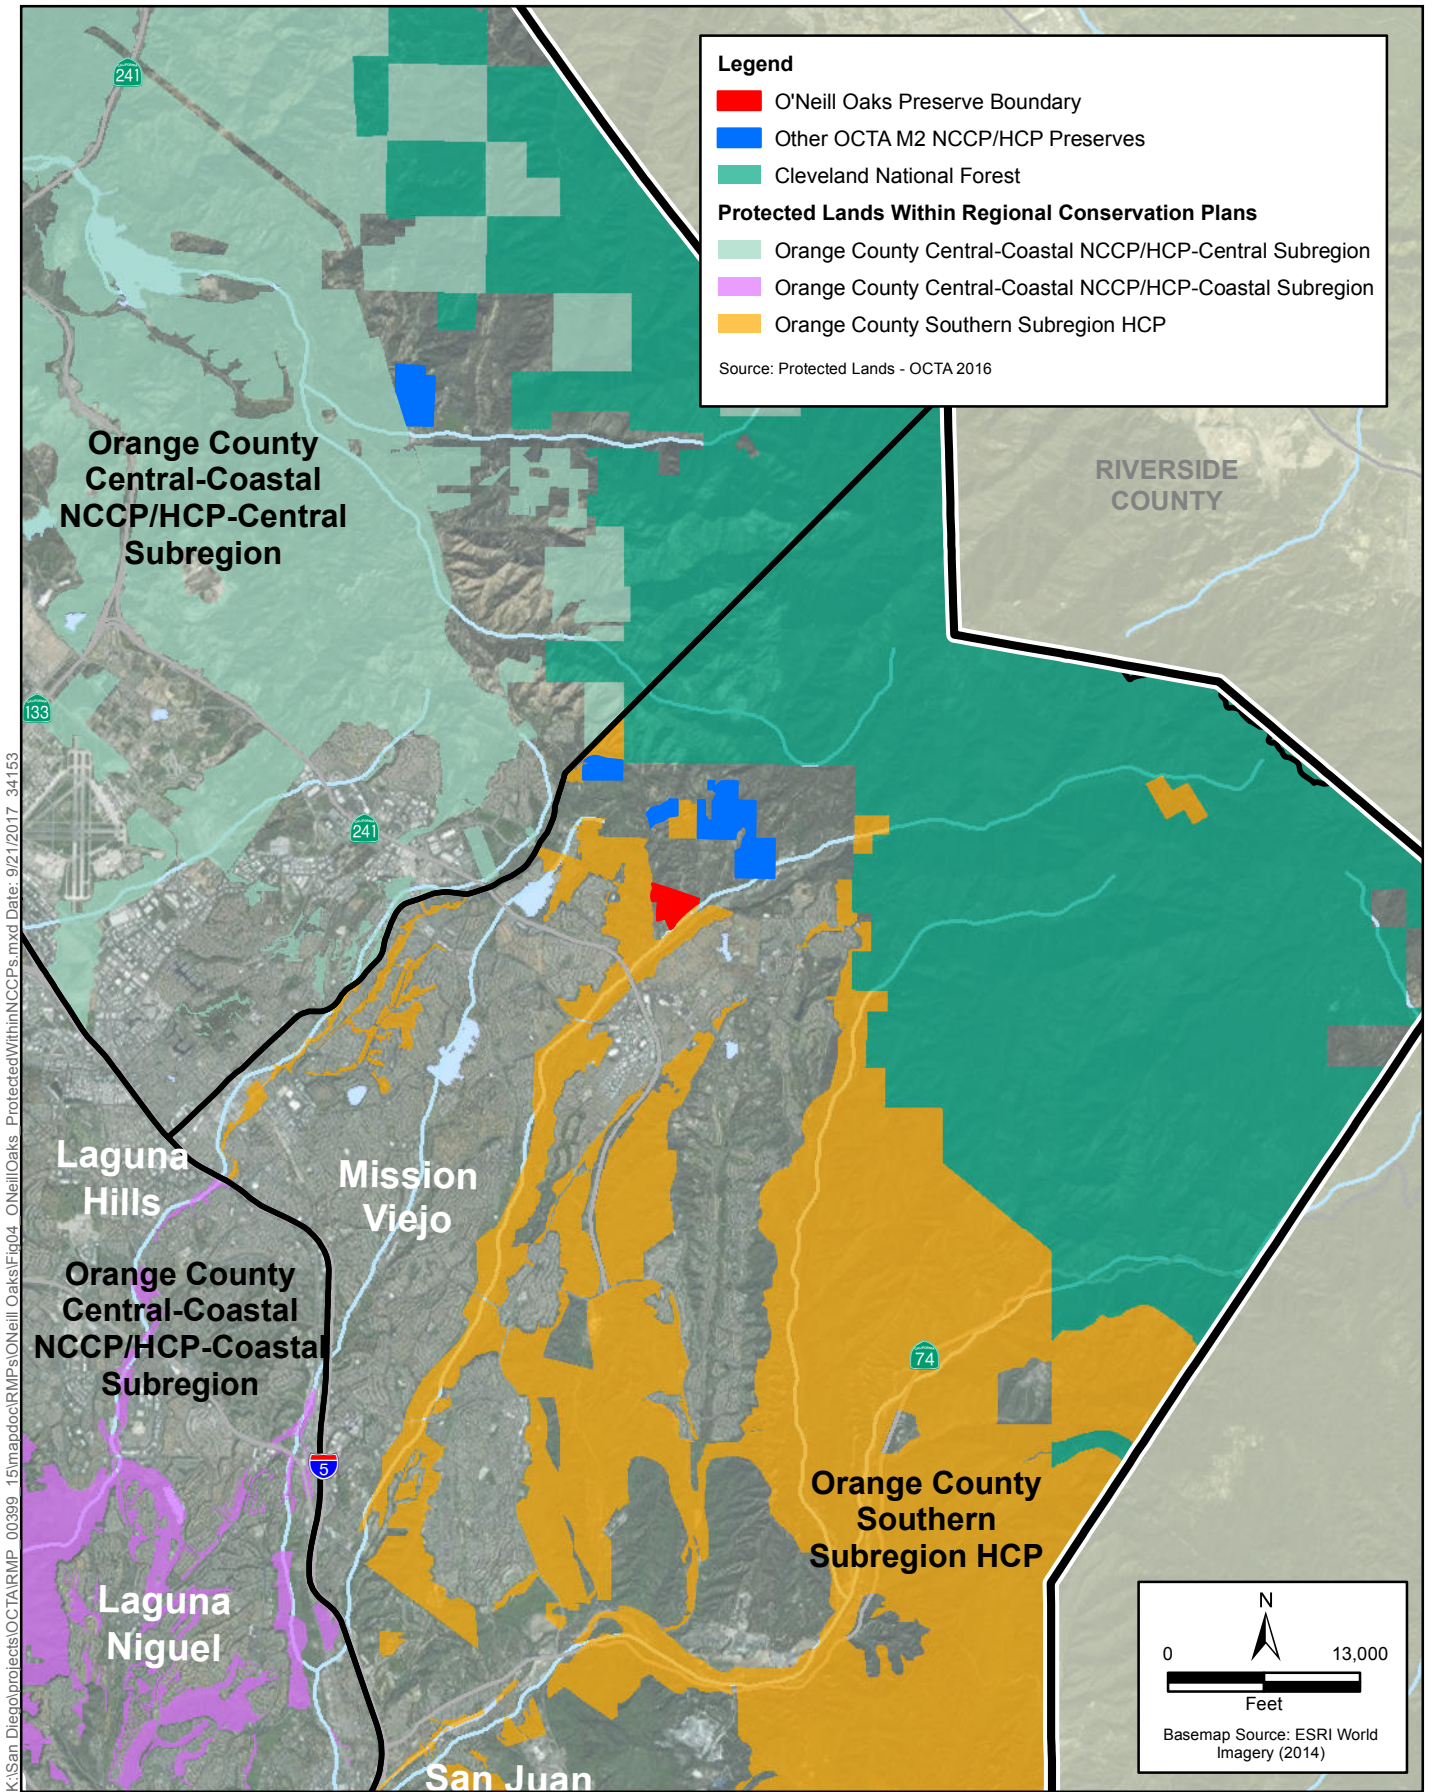 Legend
O'Neill Oaks Preserve Boundary
Other OCTA M2 NCCP/HCP Preserves
Cleveland National Forest
Protected Lands Within Regional Conservation Plans
Orange County Central-Coastal NCCP/HCP-Central Subregion
Orange County Central-Coastal NCCP/HCP-Coastal Subregion
Orange County Southern Subregion HCP
Source: Protected Lands - OCTA 2016
241
Orange County
Central-Coastal
NCCP/HCP-Central
Subregion
RIVERSIDE
COUNTY
133
241
Laguna
Hills
Mission
Viejo
Orange County
Central-Coastal
NCCP/HCP-Coastal
Subregion
74
5
Orange County
Southern
Subregion HCP
Laguna
Niguel
San Juan
N
0 13,000
Feet
Basemap Source: ESRI World
Imagery (2014)
K:\San Diego\projects\OCTA\RMP_00399_15\mapdoc\RMPs\ONeill Oaks\Fig04_ONeillOaks_ProtectedWithinNCCPs.mxd Date: 9/21/2017 34153